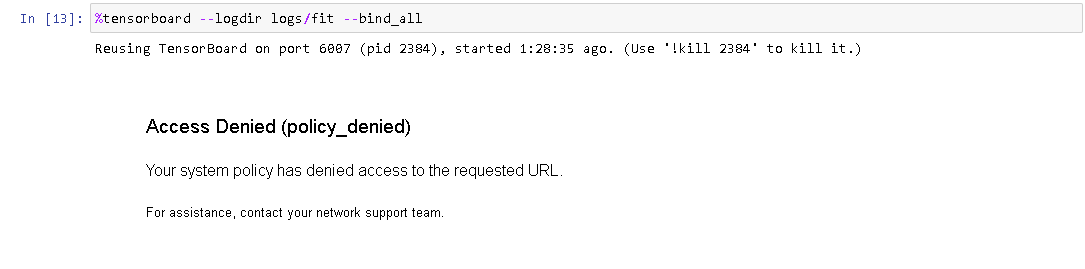 In [13]: %tensorboard --logdir logs/fit --bind_all
Reusing TensorBoard on port 6007 (pid 2384), started 1:28:35 ago. (Use '!kill 2384' to kill it.)
Access Denied (policy_denied)
Your system policy has denied access to the requested URL.
For assistance, contact your network support team.